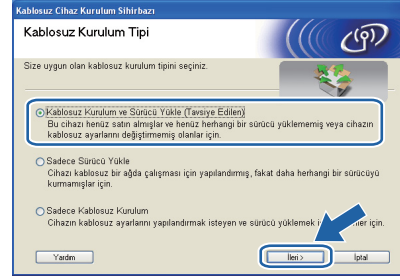 Kablosuz Cihaz Kurulum Sihirbazı
Kablosuz Kurulum Tipi
Size uygun olan kablosuz kurulum tipini seçiniz.
Kablosuz Kurulum ve Sürücü Yükle (Tavsiye Edilen)
Bu cihazı henüz satın almışlar ve henüz herhangi bir sürücü yüklememiş veya cihazın
kablosuz ayarlarını değiştirmemiş olanlar için.
Sadece Sürücü Yükle
Cihazı kablosuz bir ağda çalışması için yapılandırmış, fakat daha herhangi bir sürücüyü
kurmamışlar için.
Sadece Kablosuz Kurulum
Cihazın kablosuz ayarlarını yapılandırmak isteyen ve sürücü yüklemek için.
Yardım
İleri >
İptal